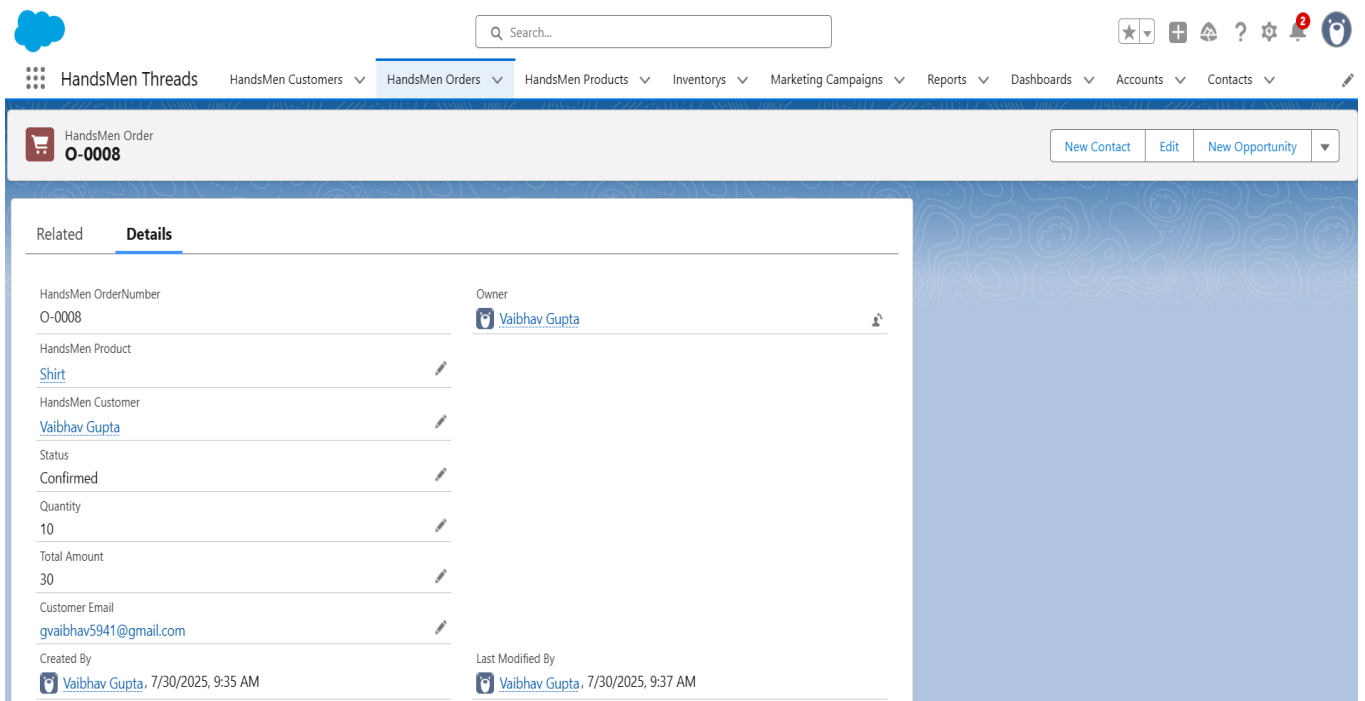 Search...
2
HandsMen Threads HandsMen Customers HandsMen Orders HandsMen Products Inventorys Marketing Campaigns Reports Dashboards Accounts Contacts
HandsMen Order
O-0008
New Contact Edit New Opportunity
Related Details
HandsMen OrderNumber Owner
O-0008 Vaibhav Gupta
HandsMen Product
Shirt
HandsMen Customer
Vaibhav Gupta
Status
Confirmed
Quantity
10
Total Amount
30
Customer Email
gvaibhav5941@gmail.com
Created By Last Modified By
Vaibhav Gupta, 7/30/2025, 9:35 AM Vaibhav Gupta, 7/30/2025, 9:37 AM